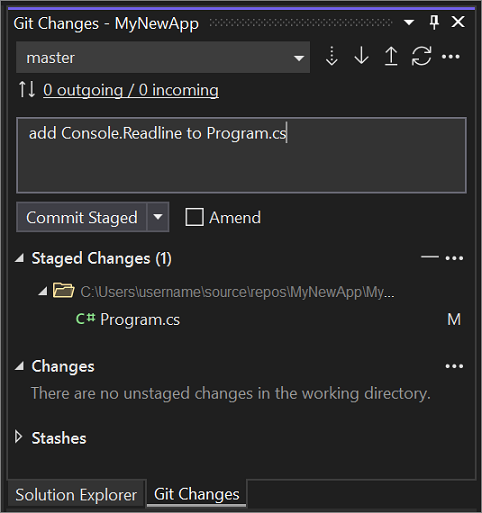 Git Changes - MyNewApp
master
0 outgoing / 0 incoming
add Console.Readline to Program.cs
Commit Staged
Amend
Staged Changes (1)
C:\Users\username\source\repos\MyNewApp\My...
C# Program.cs M
Changes
There are no unstaged changes in the working directory.
Stashes
Solution Explorer Git Changes